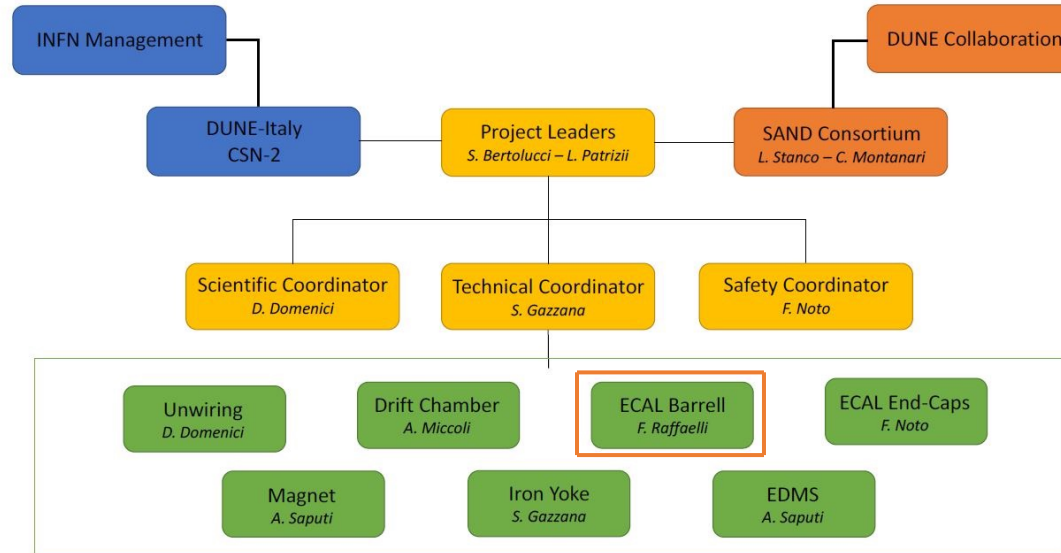 INFN Management
DUNE Collaboration
DUNE-Italy
CSN-2
Project Leaders
S. Bertolucci – L. Patrizii
SAND Consortium
L. Stanco – C. Montanari
Scientific Coordinator
D. Domenici
Technical Coordinator
S. Gazzana
Safety Coordinator
F. Noto
Unwiring
D. Domenici
Drift Chamber
A. Miccoli
ECAL Barrell
F. Raffaelli
ECAL End-Caps
F. Noto
Magnet
A. Saputi
Iron Yoke
S. Gazzana
EDMS
A. Saputi